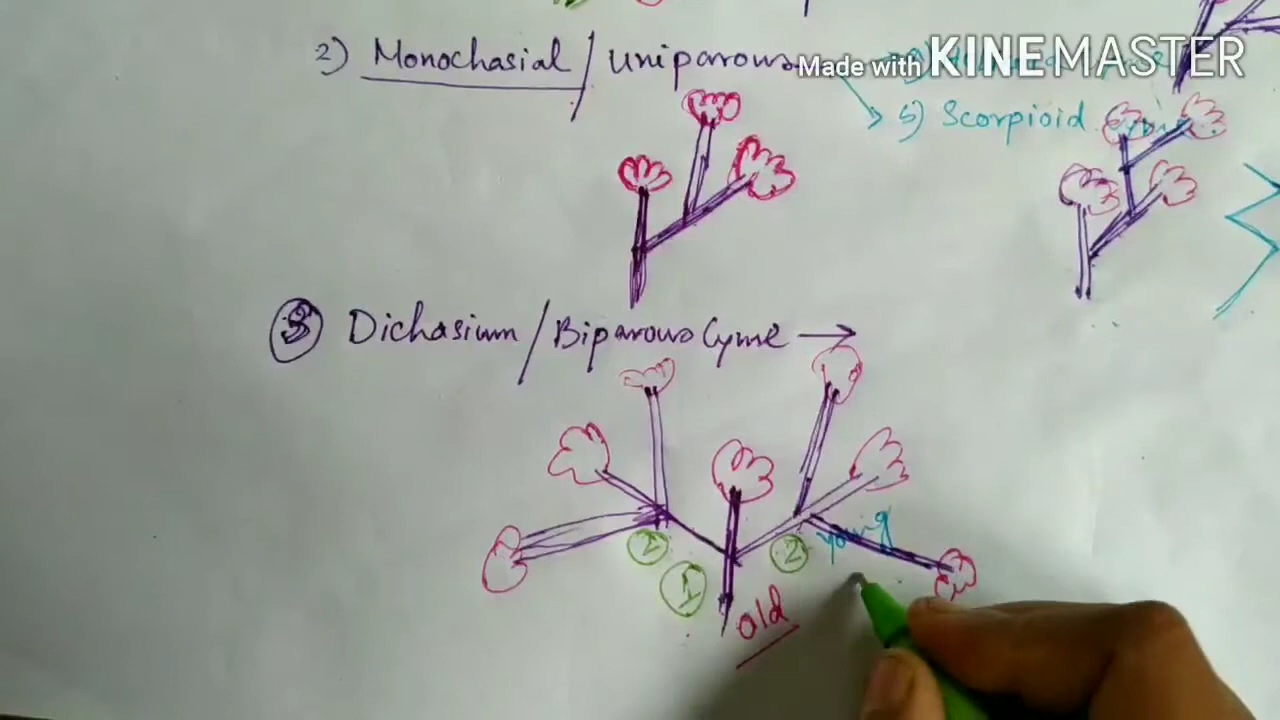 2) Monochasial / Uniparous
Made with KINEMASTER
5) Scorpioid
3 Dichasium / Biparous Cyme →
young
2
2
1
old